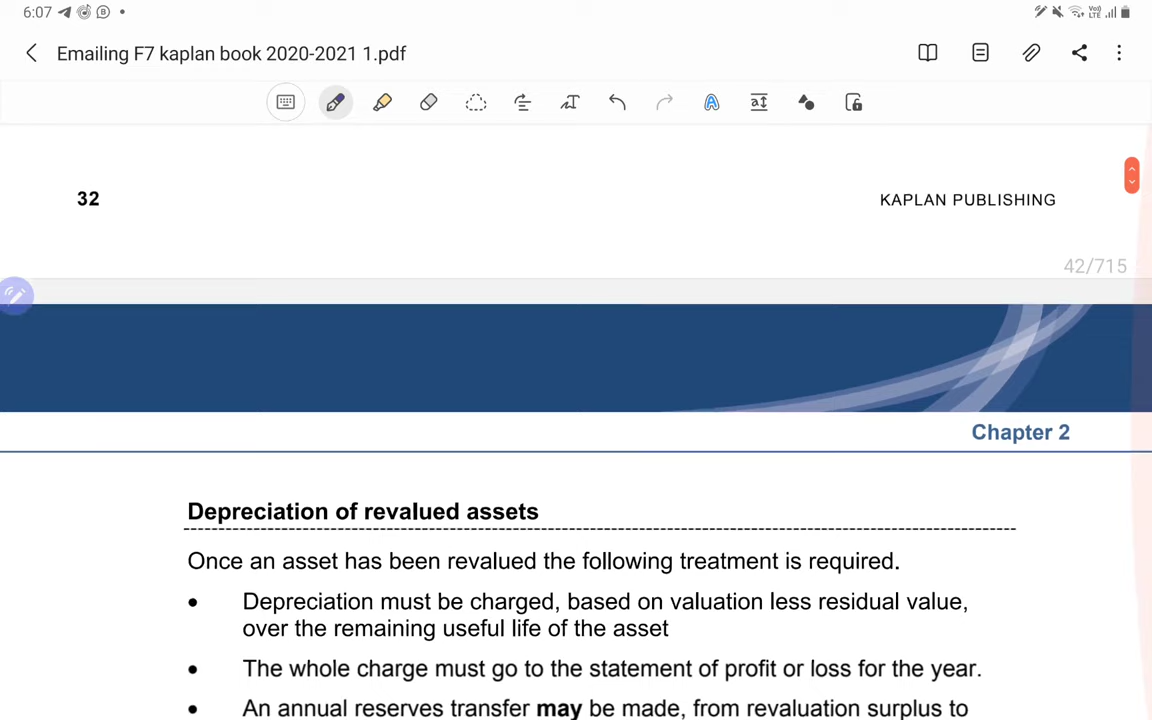 6:07
Emailing F7 kaplan book 2020-2021 1.pdf
32
KAPLAN PUBLISHING
42/715
Chapter 2
Depreciation of revalued assets
Once an asset has been revalued the following treatment is required.
• Depreciation must be charged, based on valuation less residual value,
over the remaining useful life of the asset
• The whole charge must go to the statement of profit or loss for the year.
• An annual reserves transfer may be made, from revaluation surplus to